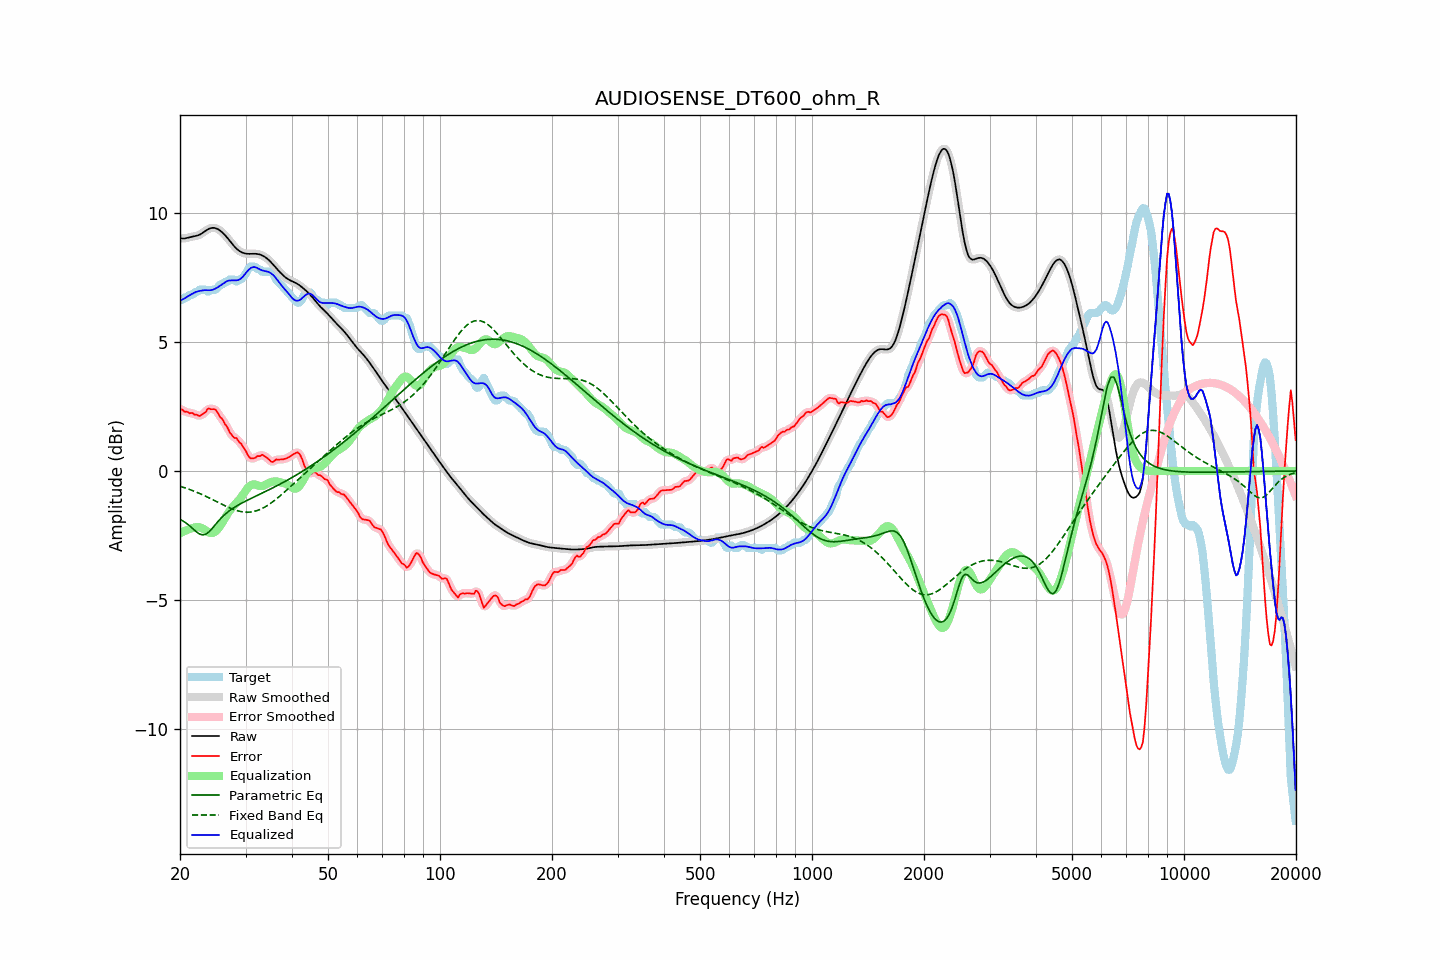 AUDIOSENSE_DT600_ohm_R
Amplitude (dBr)
10
5
0
−5
−10
Target
Raw Smoothed
Error Smoothed
Raw
Error
Equalization
Parametric Eq
Fixed Band Eq
Equalized
20 50 100 200 500 1000 2000 5000 10000 20000
Frequency (Hz)